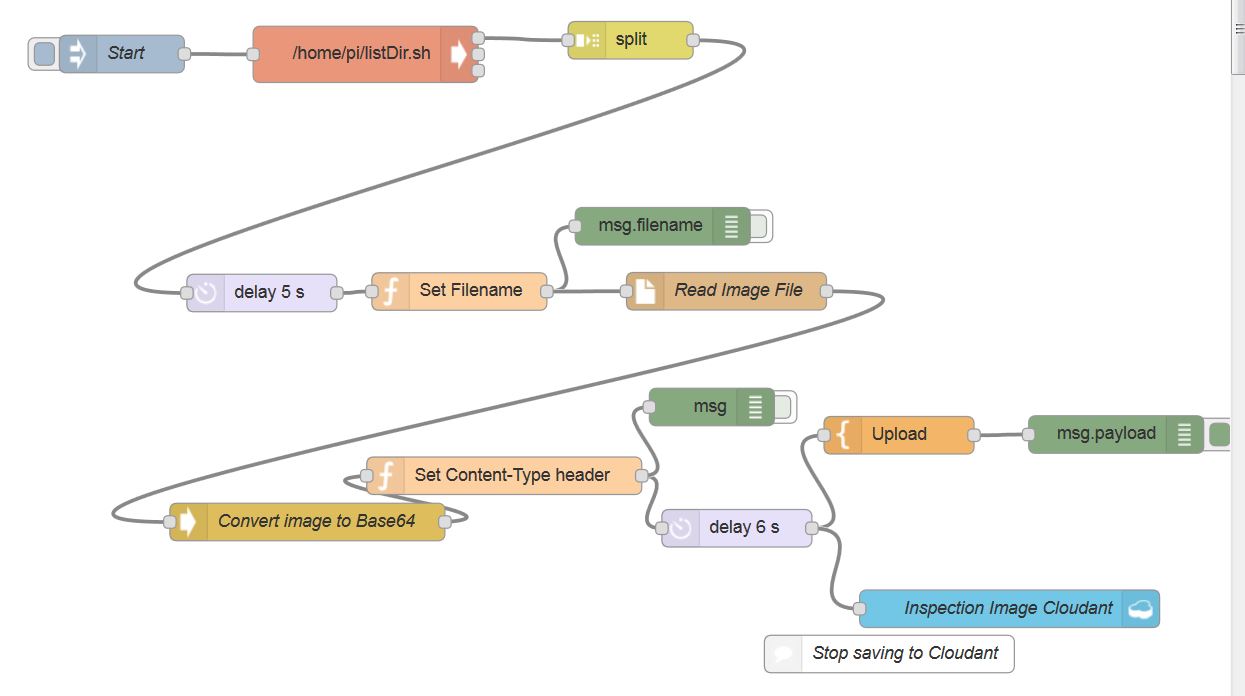 Start
/home/pi/listDir.sh
split
msg.filename
delay 5 s
Set Filename
Read Image File
msg
Upload
msg.payload
Set Content-Type header
Convert image to Base64
delay 6 s
Inspection Image Cloudant
Stop saving to Cloudant